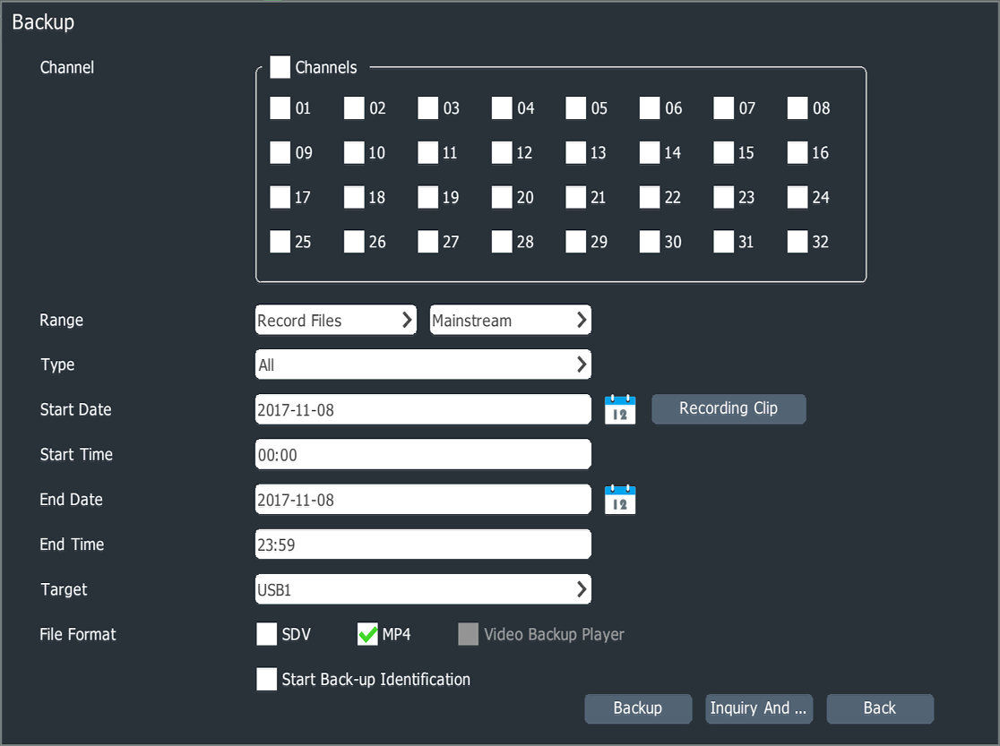 Backup
Channel
Channels
01 02 03 04 05 06 07 08
09 10 11 12 13 14 15 16
17 18 19 20 21 22 23 24
25 26 27 28 29 30 31 32
Range Record Files Mainstream
Type All
Start Date 2017-11-08 12 Recording Clip
Start Time 00:00
End Date 2017-11-08 12
End Time 23:59
Target USB1
File Format SDV MP4 Video Backup Player
Start Back-up Identification
Backup Inquiry And ... Back